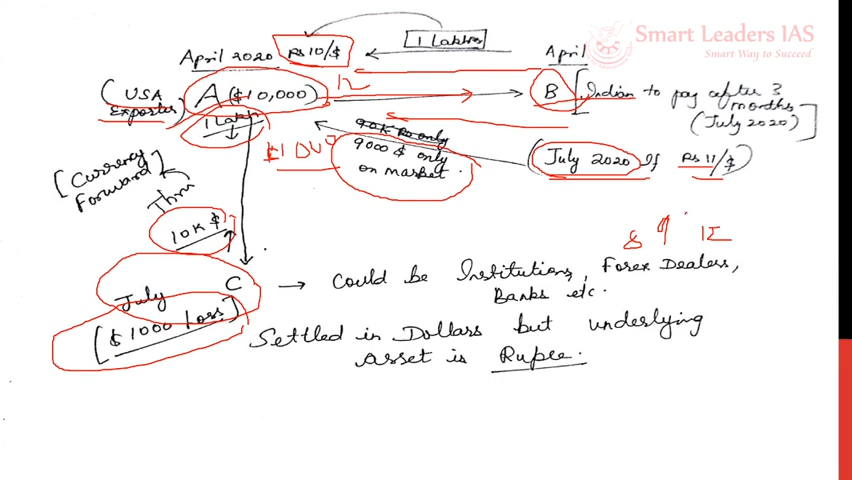 Smart Leaders IAS
Smart Way to Succeed
April 2020 Rs 10/$
1 Lakhs
April
(USA Exporter)
A ($10,000)
B [Indian to pay after 3 months (July 2020)]
1 Lakh
90K Rs only
9000 $ only on market
(July 2020 If Rs 11/$)
[Currency Forward]
Thru
10K $
July C → Could be Institutions, Forex Dealers,
Banks etc.
[$ 1000 loss]
Settled in Dollars but underlying
Asset is Rupee.